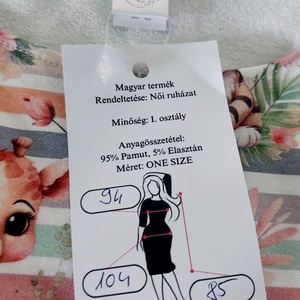 Magyar termék
Rendeltetése: Női ruházat
Minőség: I. osztály
Anyagösszetétel:
95% Pamut, 5% Elasztán
Méret: ONE SIZE
94
104
85